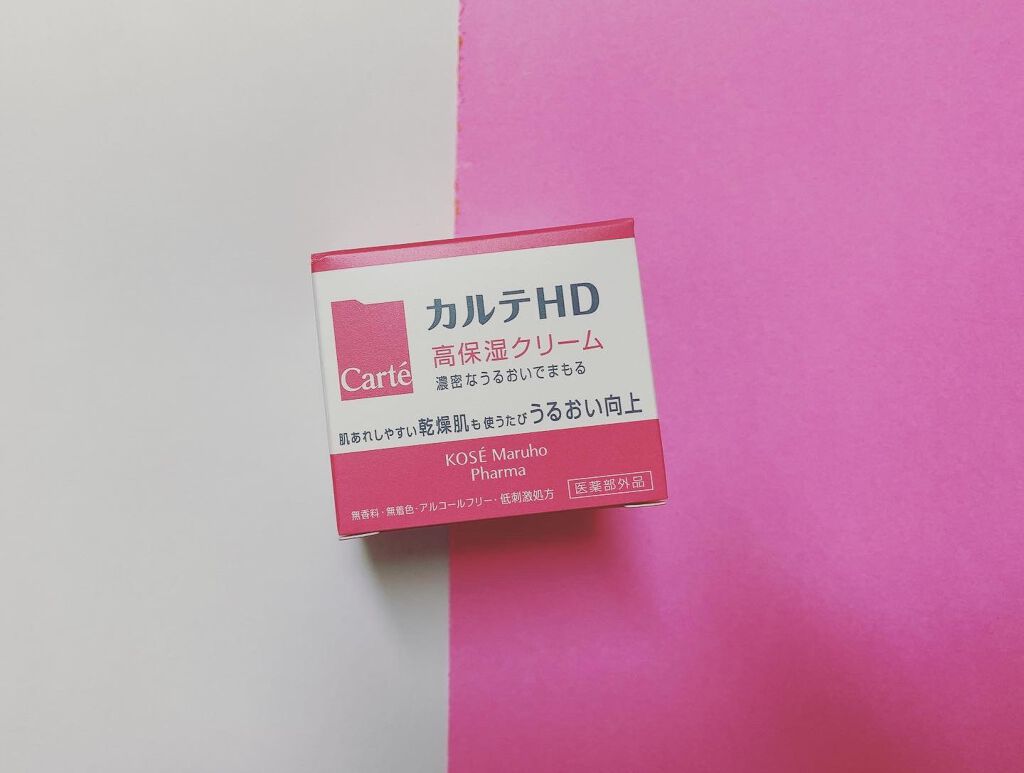 カルテHD
高保湿クリーム
濃密なうるおいでまもる
Carté
肌あれしやすい乾燥肌も使うたびうるおい向上
KOSÉ Maruho
Pharma
無香料・無着色・アルコールフリー・低刺激処方
医薬部外品